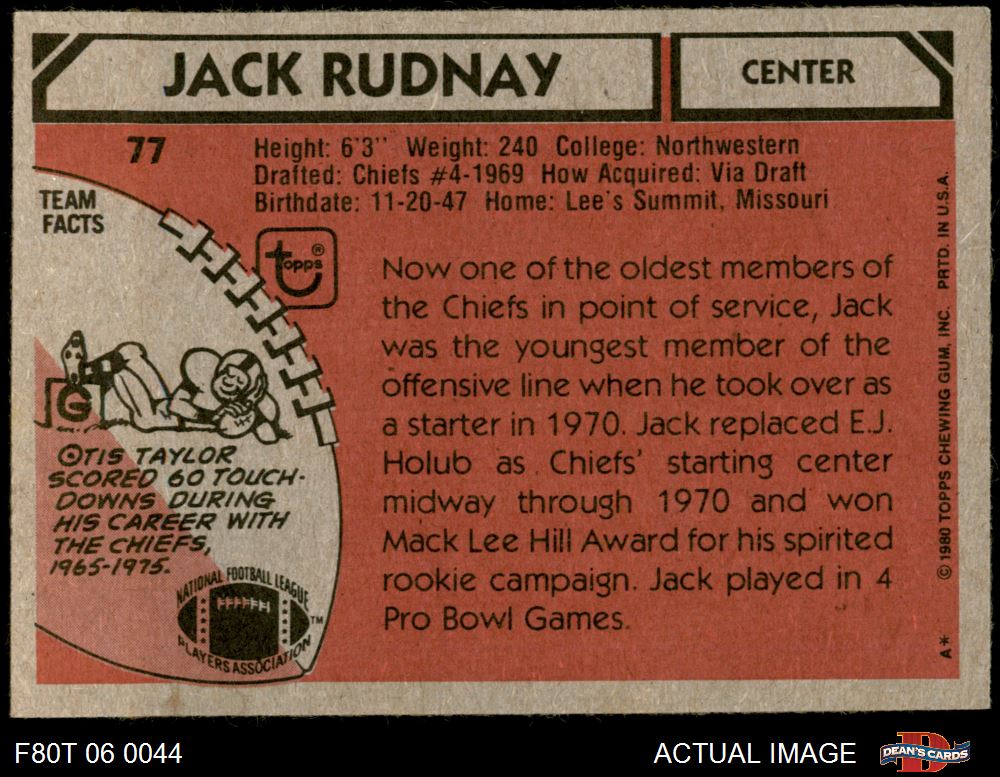 JACK RUDNAY
CENTER
77
Height: 6'3" Weight: 240 College: Northwestern
Drafted: Chiefs #4-1969 How Acquired: Via Draft
Birthdate: 11-20-47 Home: Lee's Summit, Missouri
TEAM
FACTS
topps®
Now one of the oldest members of
the Chiefs in point of service, Jack
was the youngest member of the
offensive line when he took over as
a starter in 1970. Jack replaced E.J.
Holub as Chiefs' starting center
midway through 1970 and won
Mack Lee Hill Award for his spirited
rookie campaign. Jack played in 4
Pro Bowl Games.
G
OTIS TAYLOR
SCORED 60 TOUCH-
DOWNS DURING
HIS CAREER WITH
THE CHIEFS,
1965-1975.
NATIONAL FOOTBALL LEAGUE
PLAYERS ASSOCIATION
TM
A* © 1980 TOPPS CHEWING GUM, INC. PRTD. IN U.S.A.
F80T 06 0044
ACTUAL IMAGE
D
DEAN'S CARDS